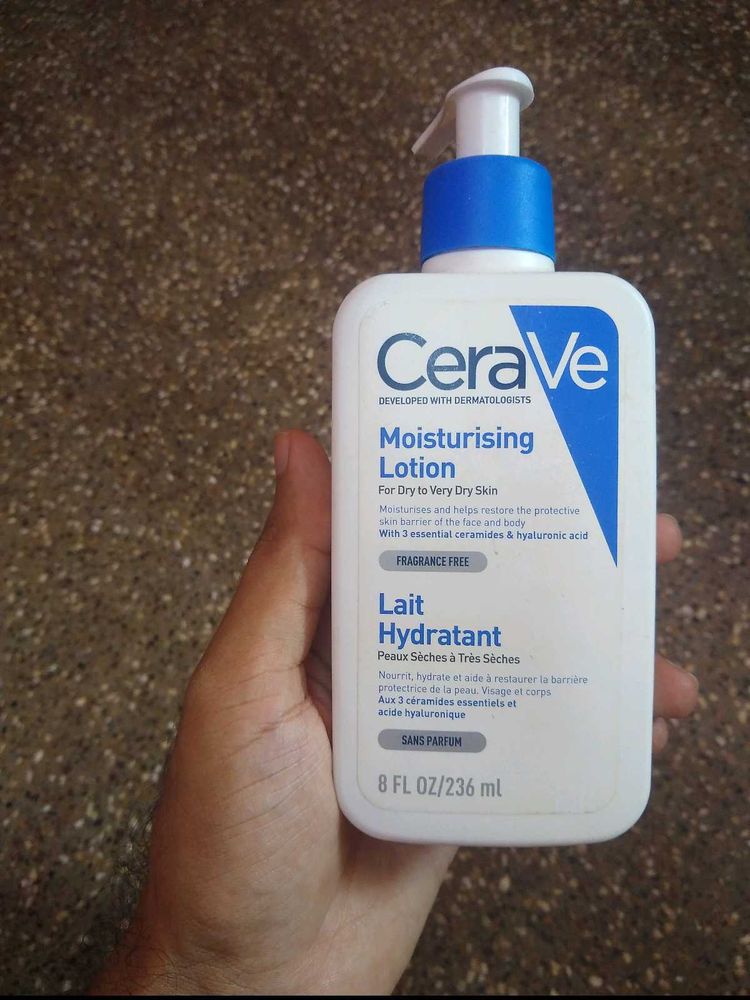 CeraVe
DEVELOPED WITH DERMATOLOGISTS
Moisturising
Lotion
For Dry to Very Dry Skin
Moisturises and helps restore the protective
skin barrier of the face and body
With 3 essential ceramides & hyaluronic acid
FRAGRANCE FREE
Lait
Hydratant
Peaux Sèches à Très Sèches
Nourrit, hydrate et aide à restaurer la barrière
protectrice de la peau. Visage et corps
Aux 3 céramides essentiels et
acide hyaluronique
SANS PARFUM
8 FL OZ/236 ml